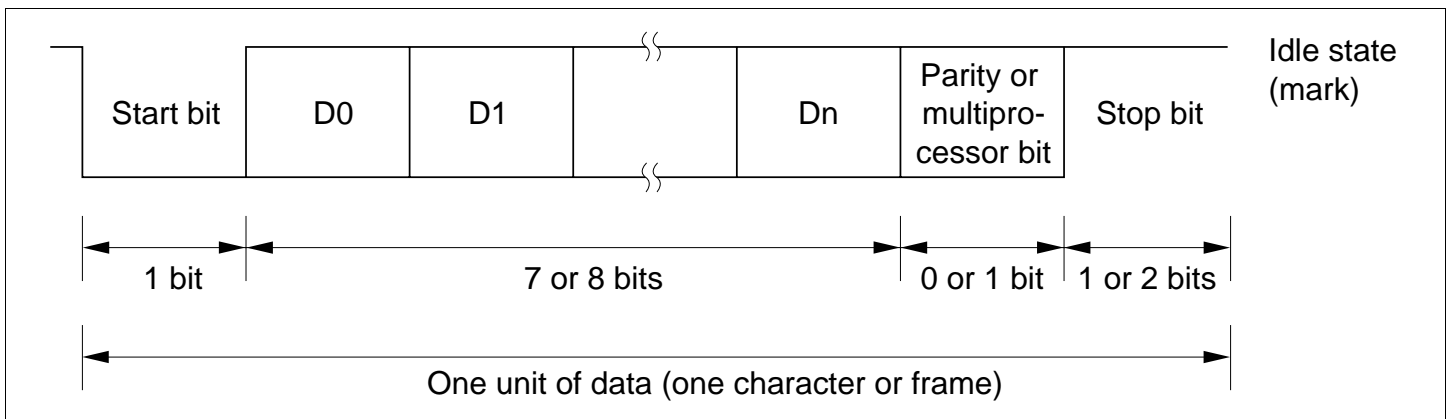 Start bit
D0
D1
Dn
Parity or
multipro-
cessor bit
Stop bit
Idle state
(mark)
1 bit
7 or 8 bits
0 or 1 bit
1 or 2 bits
One unit of data (one character or frame)